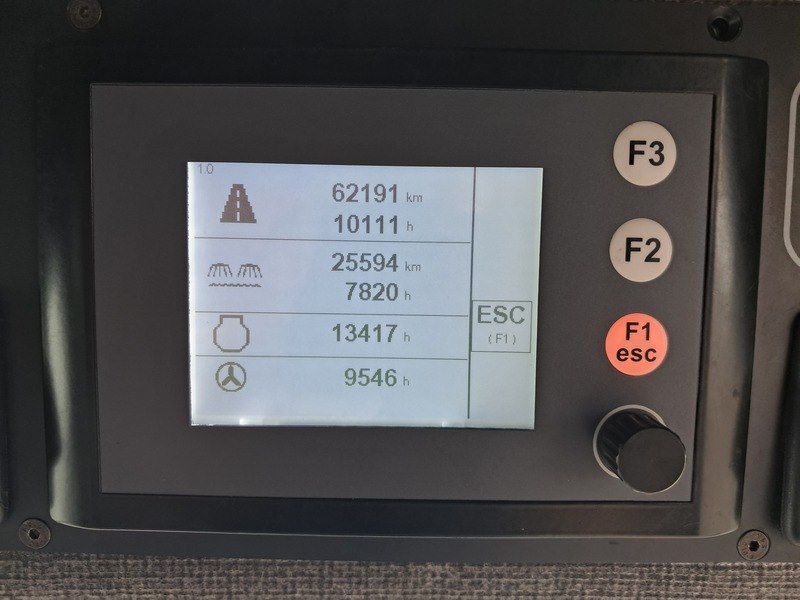 1.0
62191 km
10111 h
25594 km
7820 h
13417 h
9546 h
ESC
(F1)
F3
F2
F1
esc